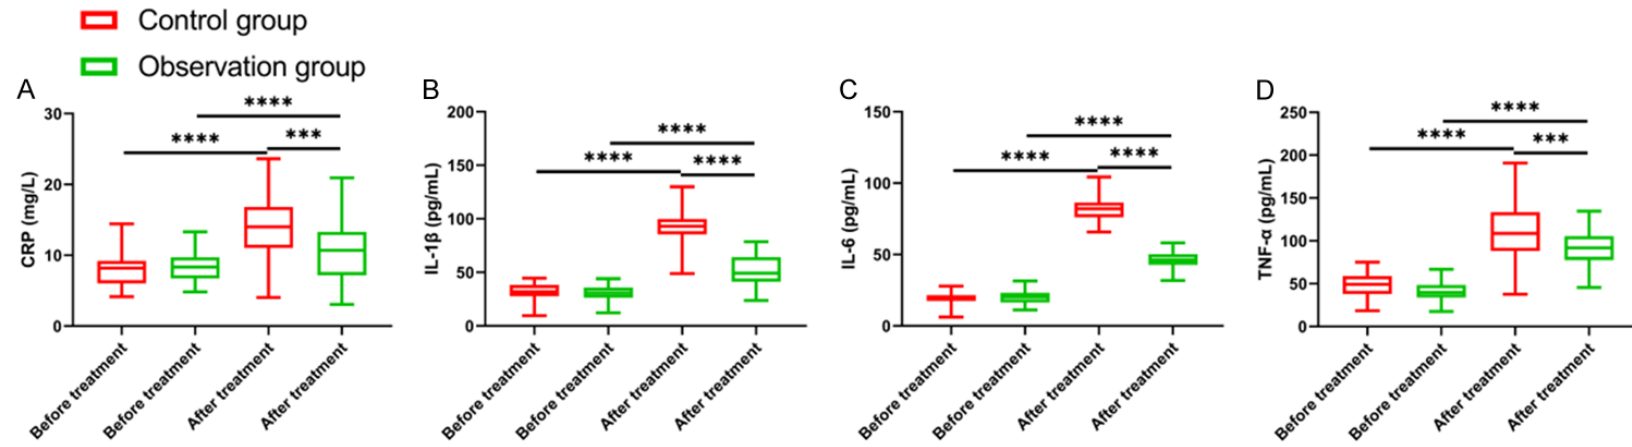 Control group
Observation group
A
CRP (mg/L)
30
20
10
0
****
****
***
Before treatment
Before treatment
After treatment
After treatment
B
IL-1β (pg/mL)
200
150
100
50
0
****
****
****
Before treatment
Before treatment
After treatment
After treatment
C
IL-6 (pg/mL)
150
100
50
0
****
****
****
Before treatment
Before treatment
After treatment
After treatment
D
TNF-α (pg/mL)
250
200
150
100
50
0
****
****
***
Before treatment
Before treatment
After treatment
After treatment